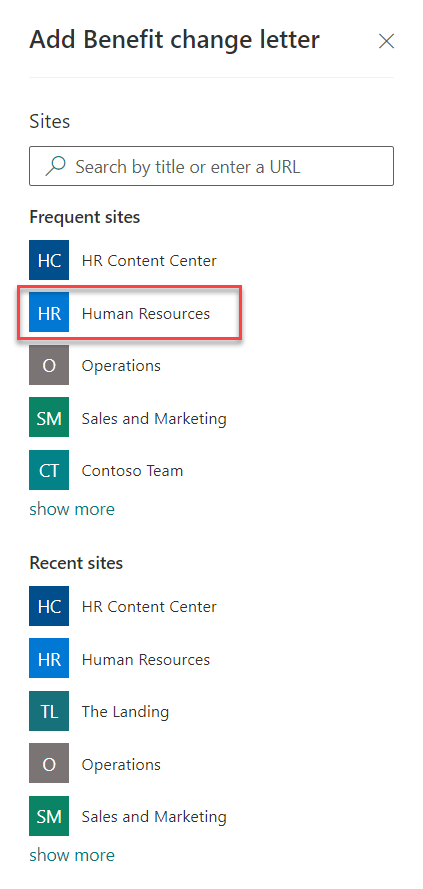 Add Benefit change letter
Sites
Search by title or enter a URL
Frequent sites
HC HR Content Center
HR Human Resources
O Operations
SM Sales and Marketing
CT Contoso Team
show more
Recent sites
HC HR Content Center
HR Human Resources
TL The Landing
O Operations
SM Sales and Marketing
show more